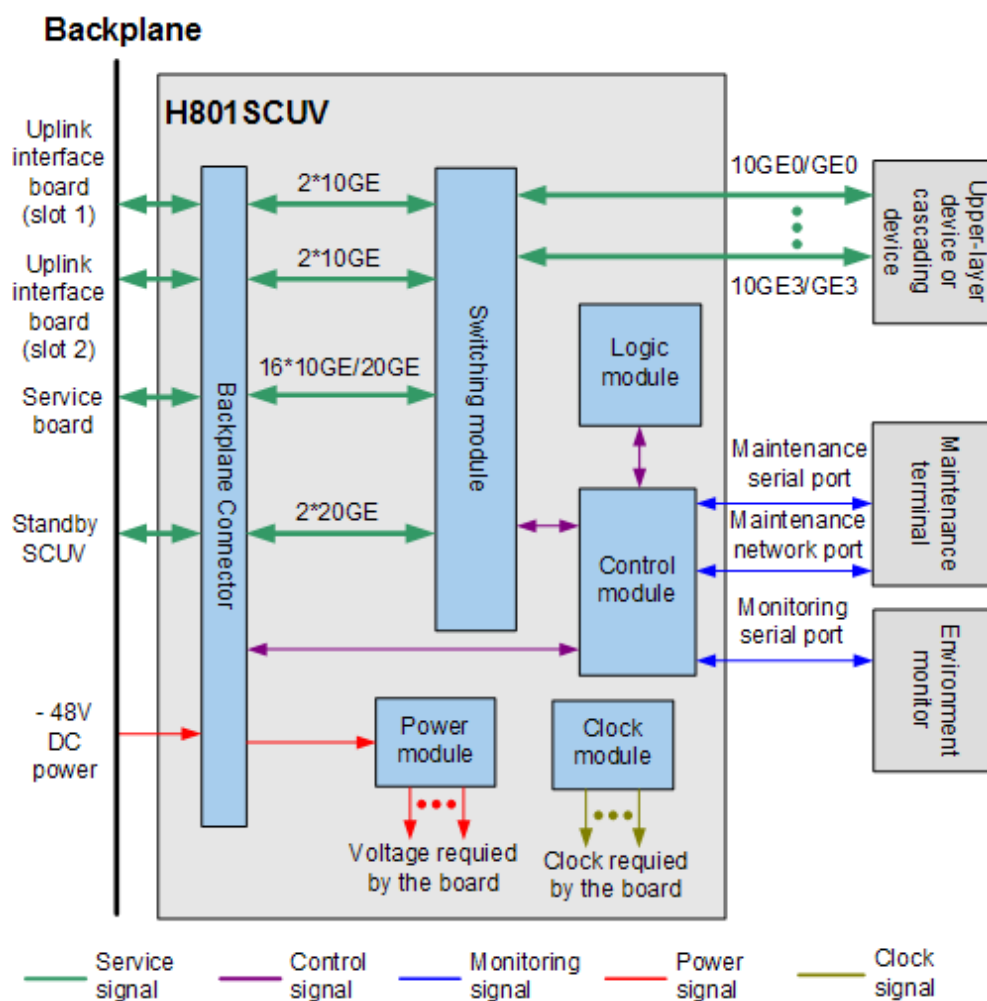 Backplane
H801SCUV
Uplink
interface
board
(slot 1)
Uplink
interface
board
(slot 2)
Service
board
Standby
SCUV
- 48V
DC
power
Backplane Connector
2*10GE
2*10GE
16*10GE/20GE
2*20GE
Switching module
10GE0/GE0
10GE3/GE3
Upper-layer
device or
cascading
device
Logic
module
Control
module
Maintenance
serial port
Maintenance
network port
Monitoring
serial port
Maintenance
terminal
Environment
monitor
Power
module
Clock
module
Voltage requied
by the board
Clock requied
by the board
Service
signal
Control
signal
Monitoring
signal
Power
signal
Clock
signal